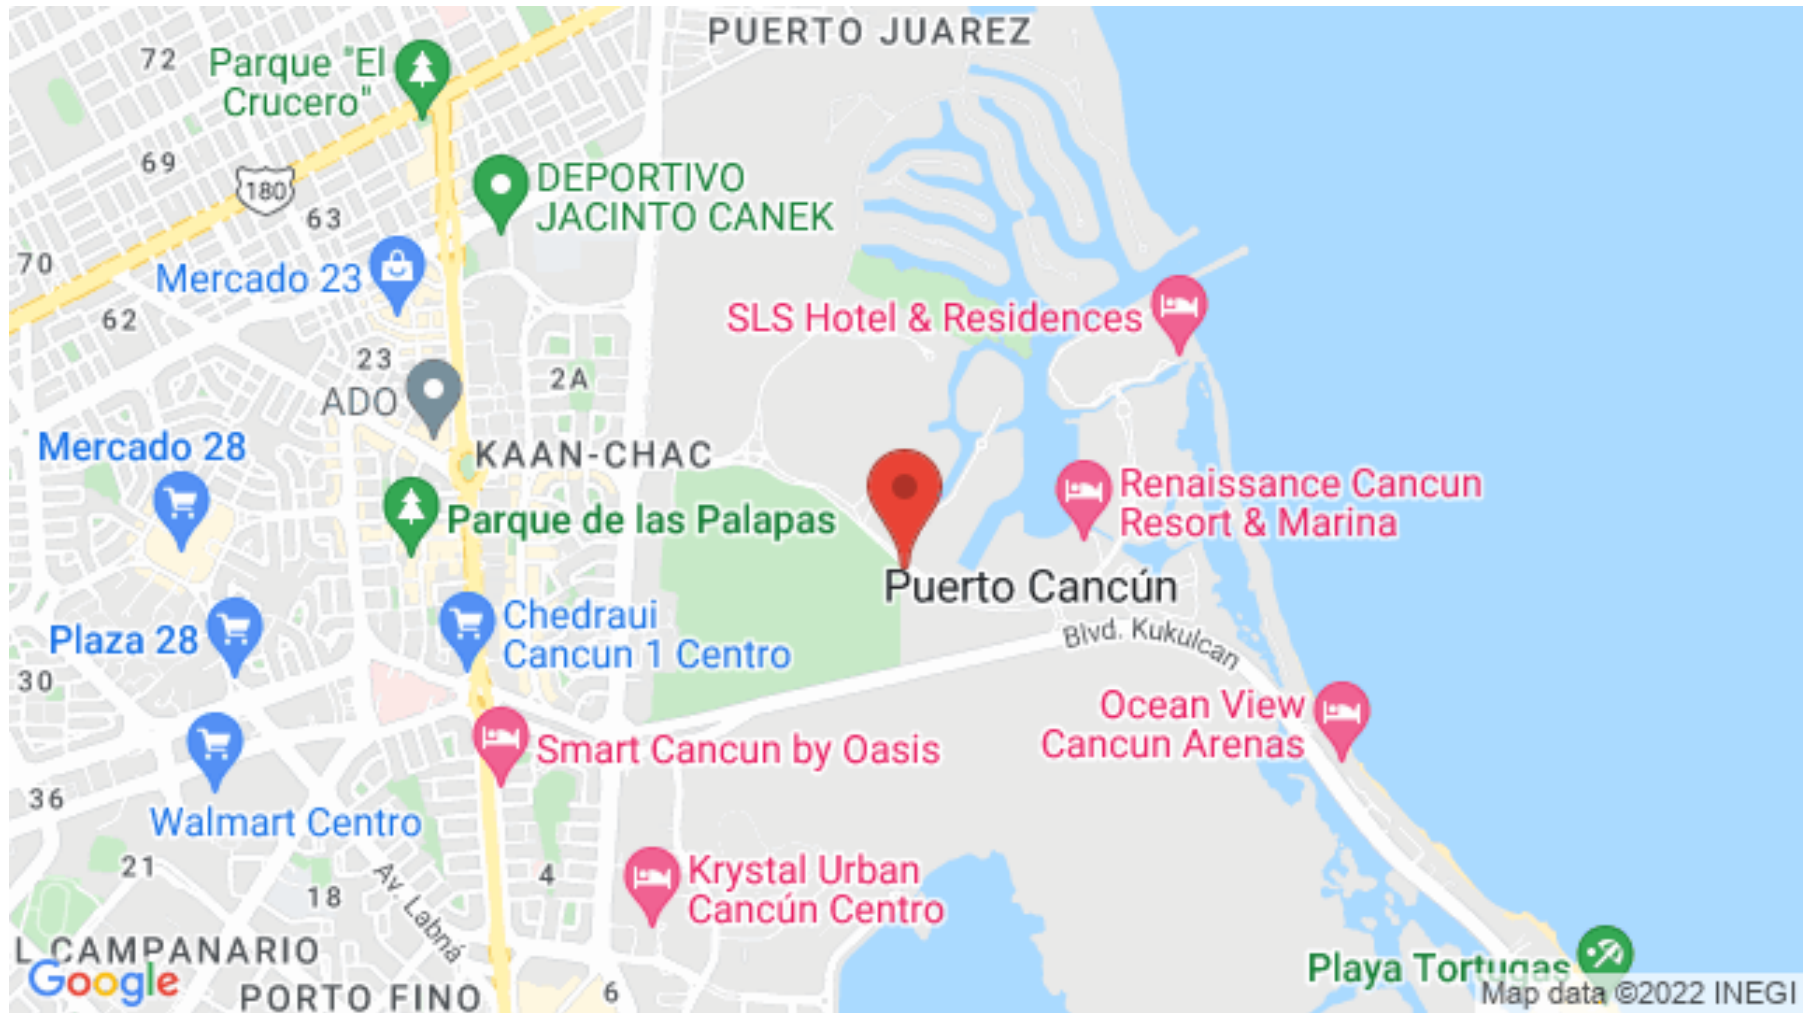 PUERTO JUAREZ
72
Parque "El
Crucero"
69
180
DEPORTIVO
JACINTO CANEK
63
70
Mercado 23
62
SLS Hotel & Residences
23
2A
ADO
Mercado 28
KAAN-CHAC
Renaissance Cancun
Resort & Marina
Parque de las Palapas
Puerto Cancún
Chedraui
Cancun 1 Centro
Plaza 28
Blvd. Kukulcan
30
Ocean View
Cancun Arenas
Smart Cancun by Oasis
36
Walmart Centro
21
4
Krystal Urban
Cancún Centro
18
Av. Labná
L CAMPANARIO
Playa Tortugas
Google
PORTO FINO
6
Map data ©2022 INEGI